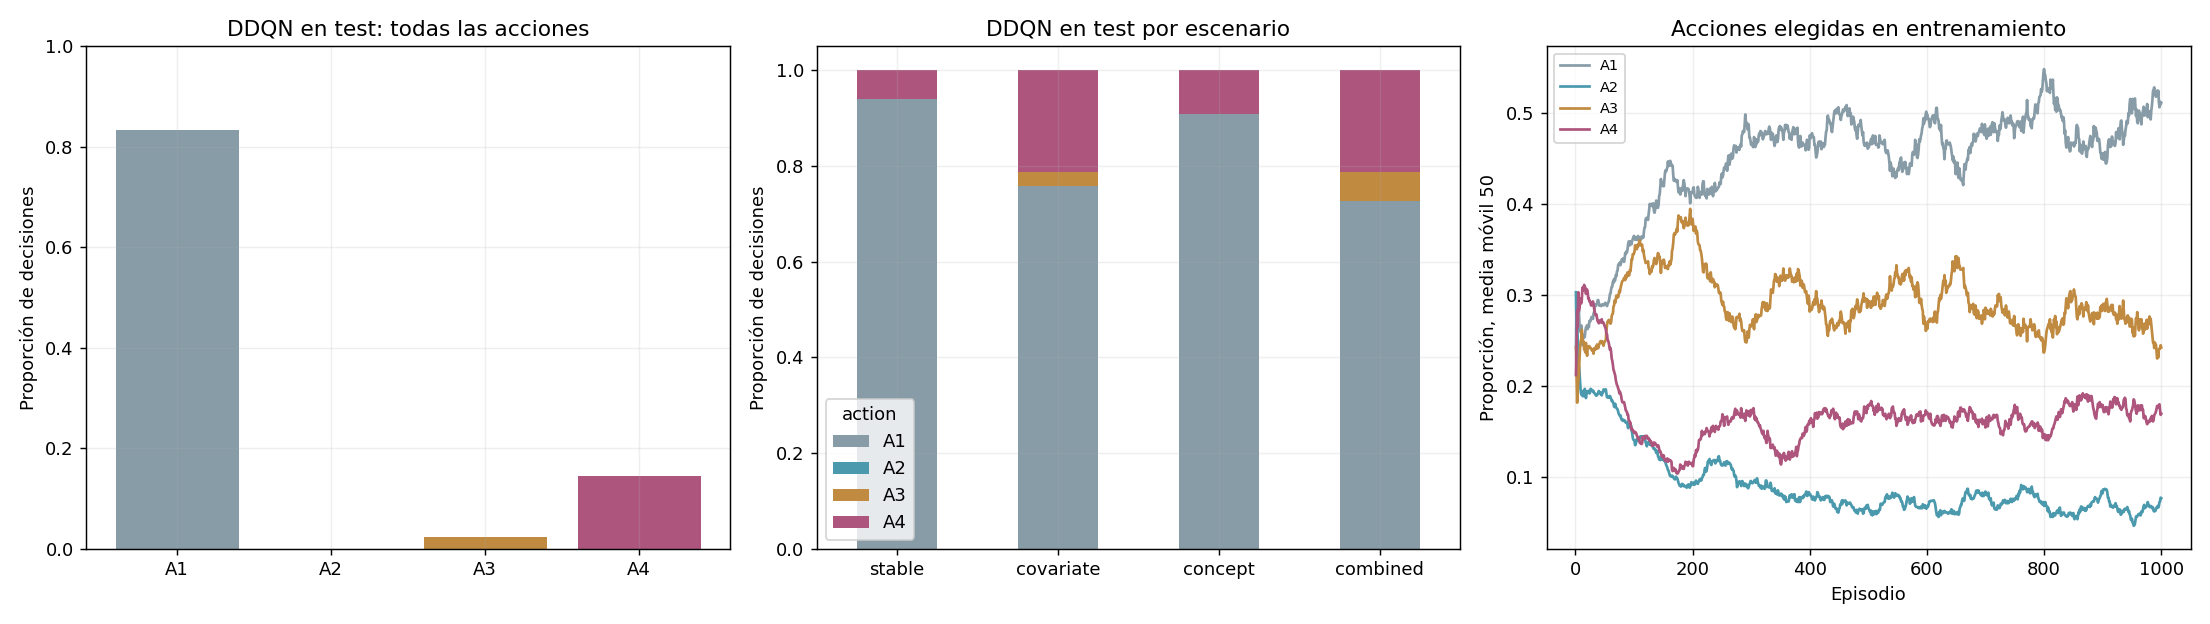 DDQN en test: todas las acciones
Proporción de decisiones
1.0
0.8
0.6
0.4
0.2
0.0
A1
A2
A3
A4
DDQN en test por escenario
Proporción de decisiones
1.0
0.8
0.6
0.4
0.2
0.0
action
A1
A2
A3
A4
stable
covariate
concept
combined
Acciones elegidas en entrenamiento
Proporción, media móvil 50
A1
A2
A3
A4
0.5
0.4
0.3
0.2
0.1
0
200
400
600
800
1000
Episodio